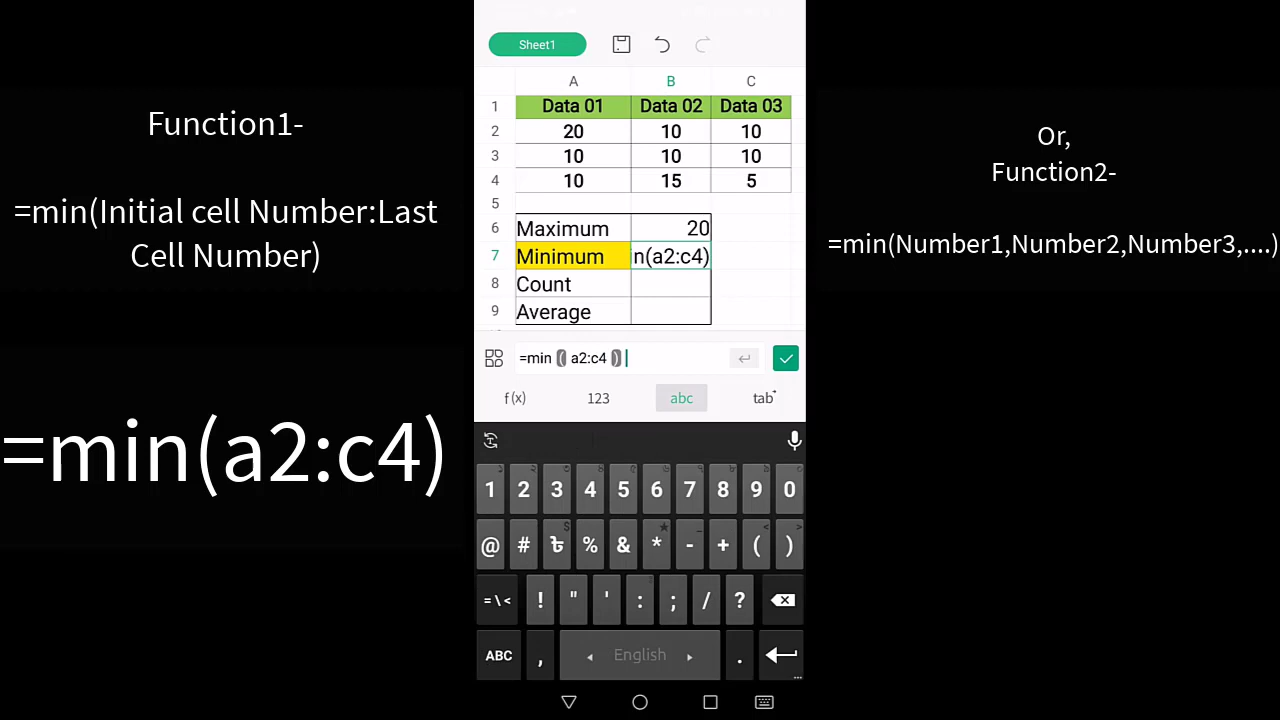 Function1-
=min(Initial cell Number:Last
Cell Number)
=min(a2:c4)
Sheet1
A B C
1 Data 01 Data 02 Data 03
2 20 10 10
3 10 10 10
4 10 15 5
5
6 Maximum 20
7 Minimum n(a2:c4)
8 Count
9 Average
=min ( a2:c4 )
f(x) 123 abc tab
1 2 3 4 5 6 7 8 9 0
@ # ৳ % & * - + ( )
=\< ! " ' : ; / ?
ABC , English .
Or,
Function2-
=min(Number1,Number2,Number3,....)